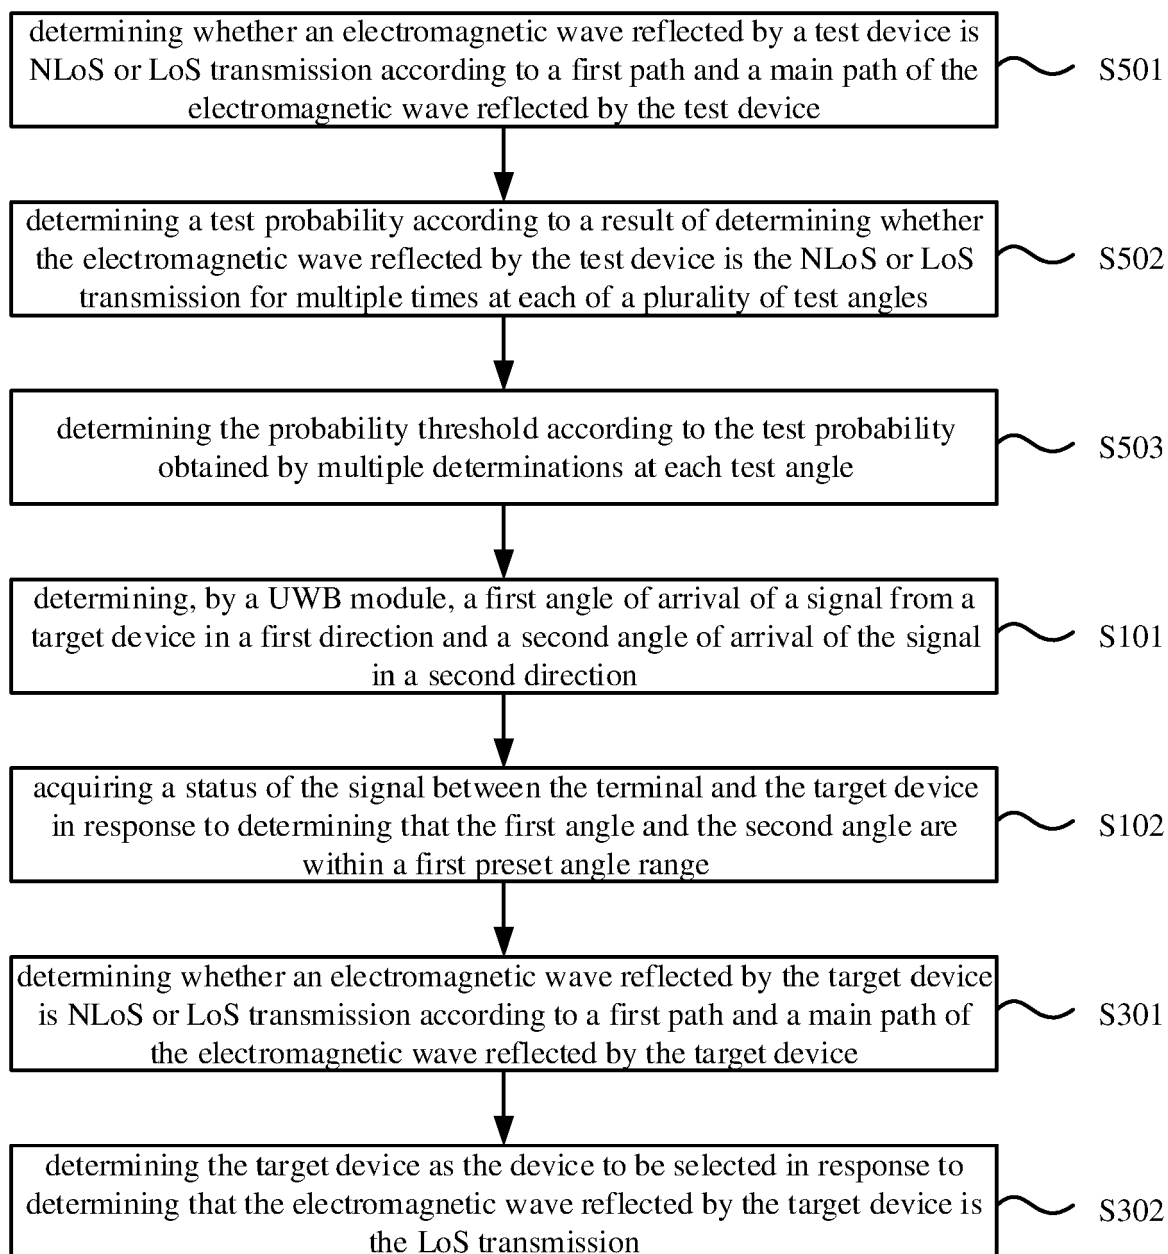 determining whether an electromagnetic wave reflected by a test device is
NLoS or LoS transmission according to a first path and a main path of the
electromagnetic wave reflected by the test device
S501
determining a test probability according to a result of determining whether
the electromagnetic wave reflected by the test device is the NLoS or LoS
transmission for multiple times at each of a plurality of test angles
S502
determining the probability threshold according to the test probability
obtained by multiple determinations at each test angle
S503
determining, by a UWB module, a first angle of arrival of a signal from a
target device in a first direction and a second angle of arrival of the signal
in a second direction
S101
acquiring a status of the signal between the terminal and the target device
in response to determining that the first angle and the second angle are
within a first preset angle range
S102
determining whether an electromagnetic wave reflected by the target device
is NLoS or LoS transmission according to a first path and a main path of
the electromagnetic wave reflected by the target device
S301
determining the target device as the device to be selected in response to
determining that the electromagnetic wave reflected by the target device is
the LoS transmission
S302